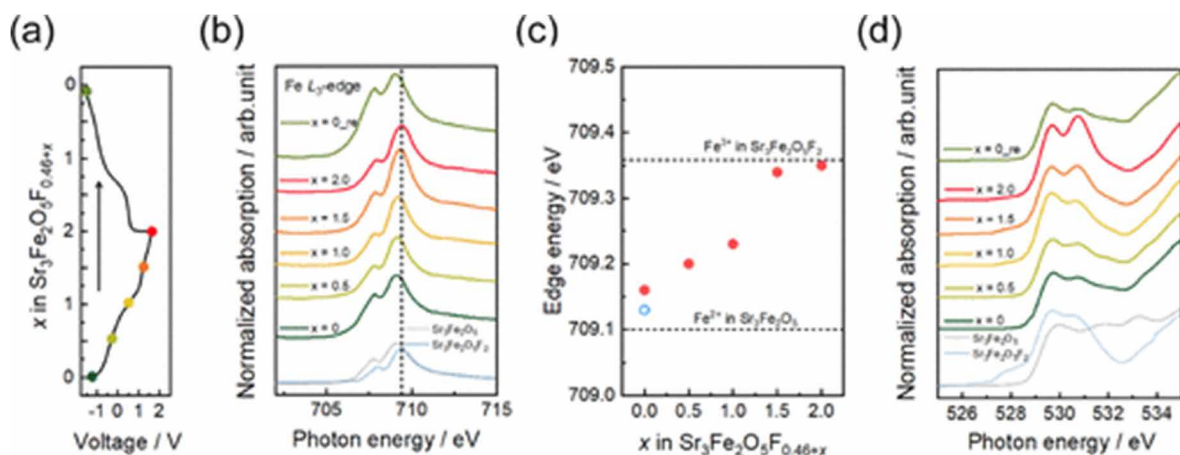 (a)
0
1
2
1
0
x in Sr₃Fe₂O₅F₀.₄₆₊ₓ
-1 0 1 2
Voltage / V
(b)
Normalized absorption / arb.unit
Fe L₃-edge
x = 0_re
x = 2.0
x = 1.5
x = 1.0
x = 0.5
x = 0
Sr₃Fe₂O₅
Sr₃Fe₂O₅F₂
705 710 715
Photon energy / eV
(c)
Edge energy / eV
709.5
709.4
709.3
709.2
709.1
709.0
Fe³⁺ in Sr₃Fe₂O₅F₂
Fe²⁺ in Sr₃Fe₂O₅
0.0 0.5 1.0 1.5 2.0
x in Sr₃Fe₂O₅F₀.₄₆₊ₓ
(d)
Normalized absorption / arb.unit
x = 0_re
x = 2.0
x = 1.5
x = 1.0
x = 0.5
x = 0
Sr₃Fe₂O₅
Sr₃Fe₂O₅F₂
526 528 530 532 534
Photon energy / eV